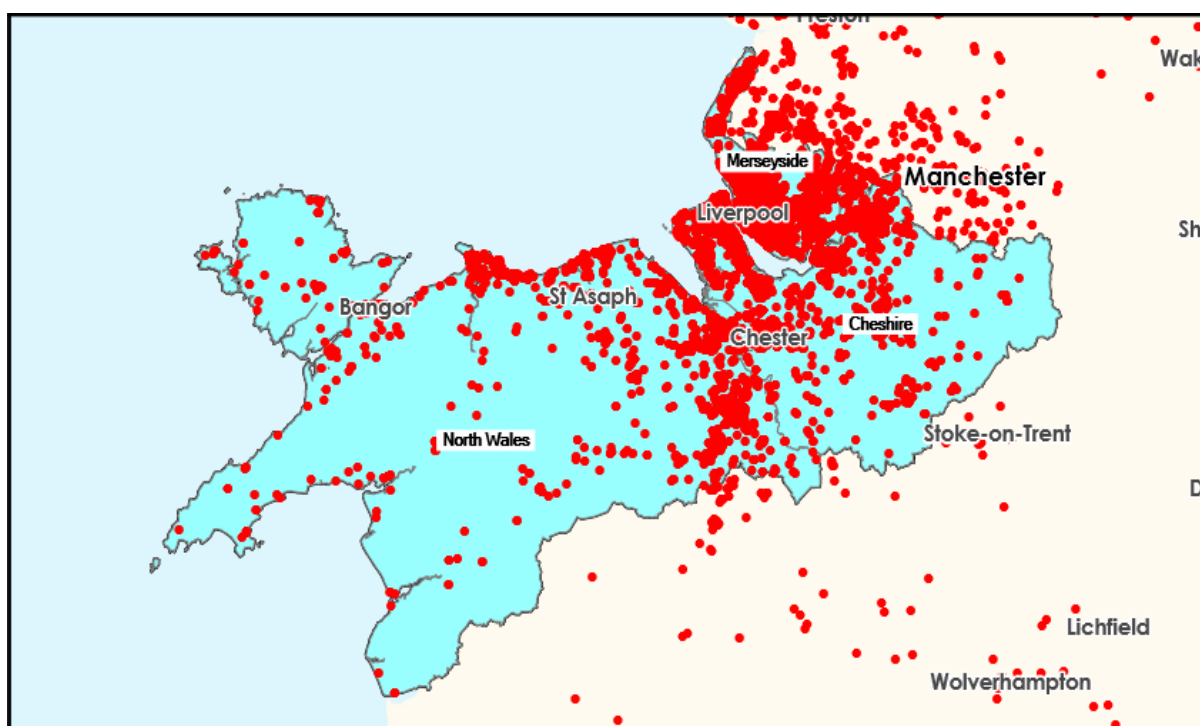 Preston
Wak
Merseyside
Manchester
Liverpool
Sh
St Asaph
Bangor
Cheshire
Chester
North Wales
Stoke-on-Trent
D
Lichfield
Wolverhampton